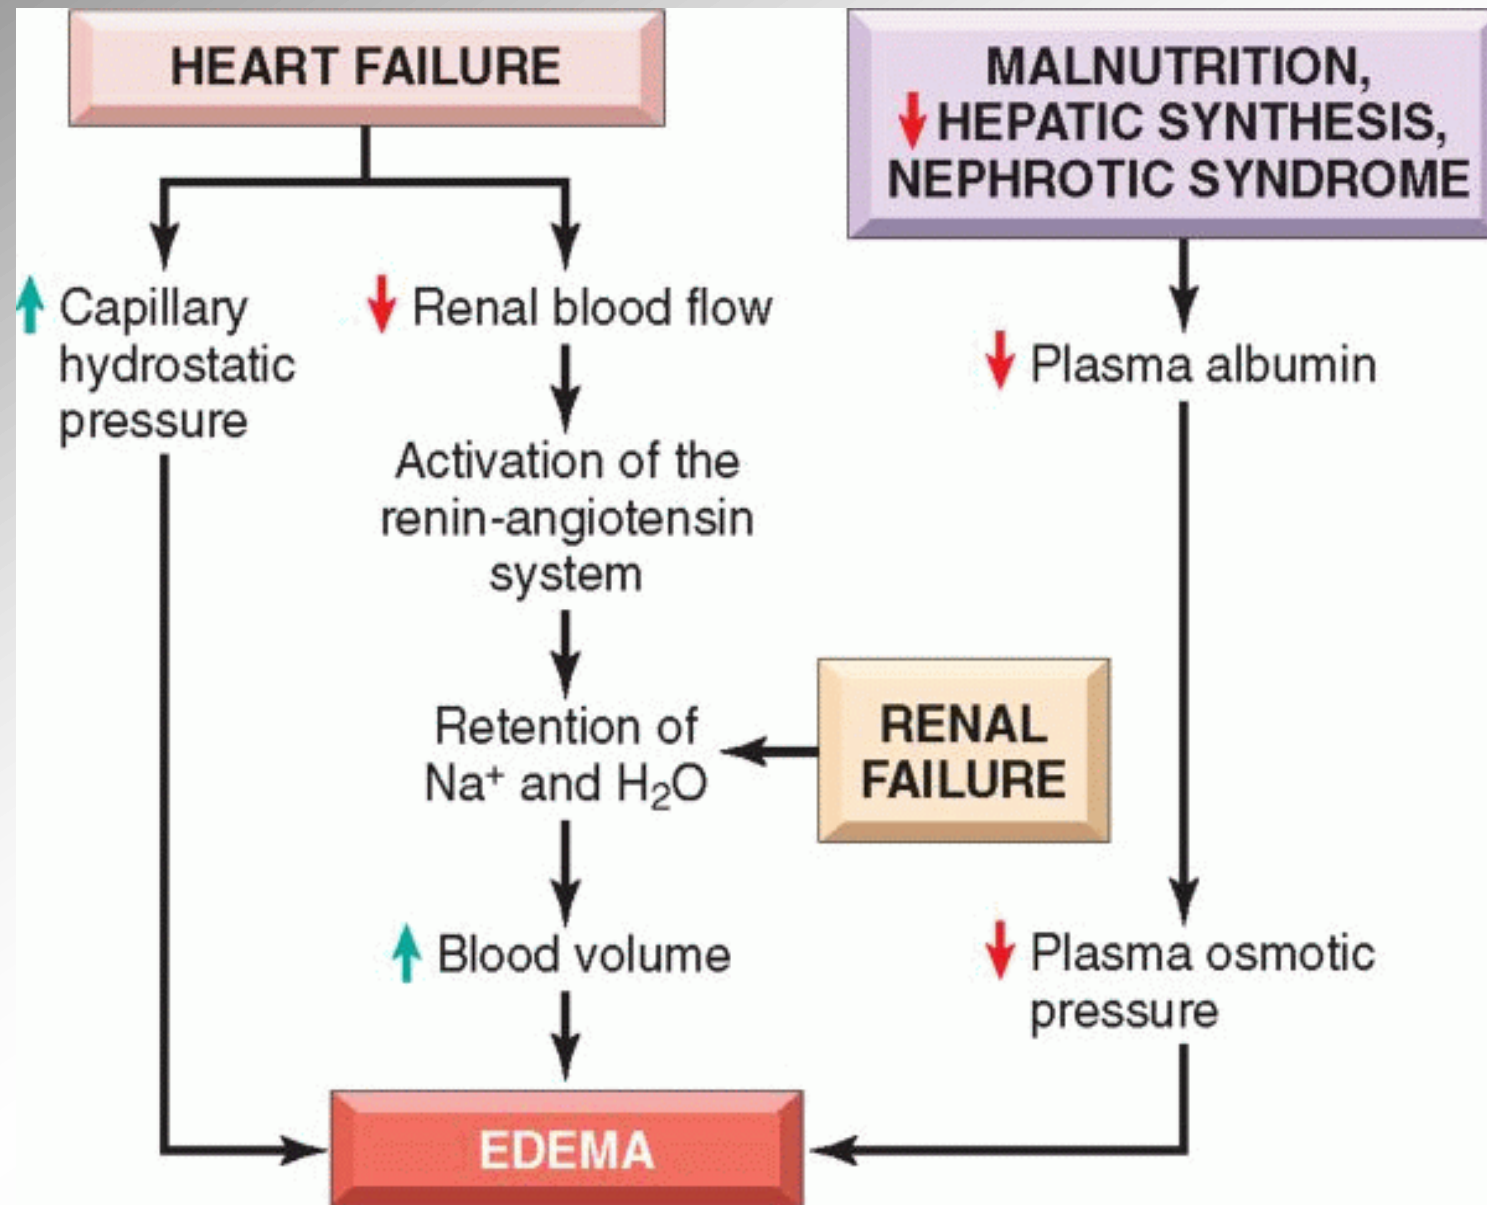 HEART FAILURE
MALNUTRITION,
↓ HEPATIC SYNTHESIS,
NEPHROTIC SYNDROME
↑ Capillary
hydrostatic
pressure
↓ Renal blood flow
↓ Plasma albumin
Activation of the
renin-angiotensin
system
Retention of
Na⁺ and H₂O
RENAL
FAILURE
↑ Blood volume
↓ Plasma osmotic
pressure
EDEMA